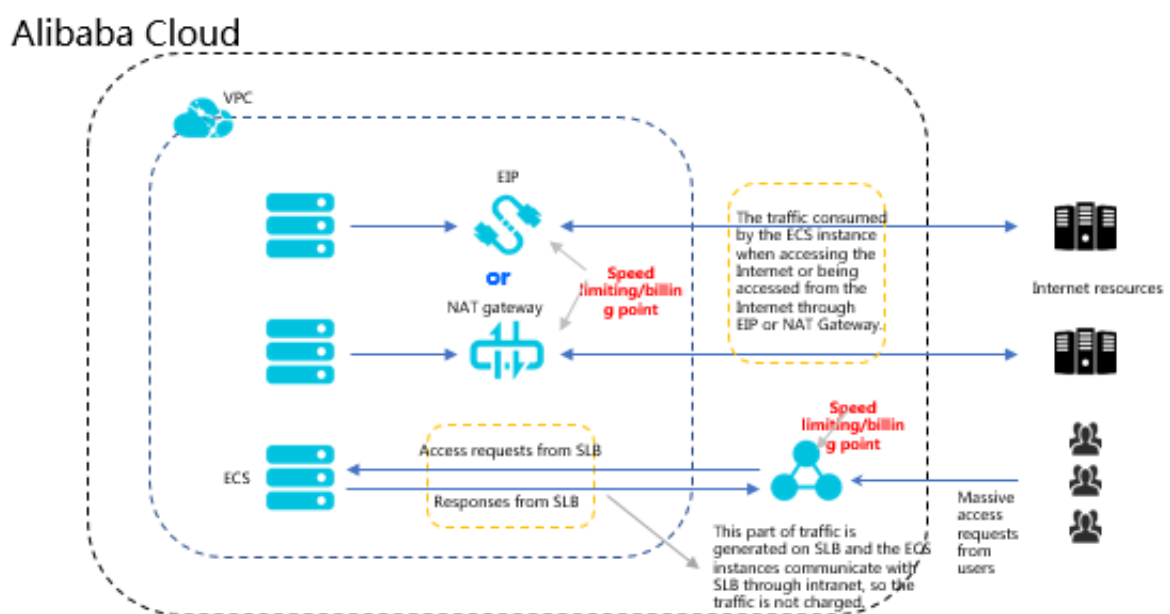 Alibaba Cloud
VPC
EIP
or
NAT gateway
Speed
limiting/billin
g point
The traffic consumed
by the ECS instance
when accessing the
Internet or being
accessed from the
Internet through
EIP or NAT Gateway.
Internet resources
Speed
limiting/billin
g point
Access requests from SLB
ECS
Responses from SLB
Massive
access
requests
from
users
This part of traffic is
generated on SLB and the ECS
instances communicate with
SLB through intranet, so the
traffic is not charged.